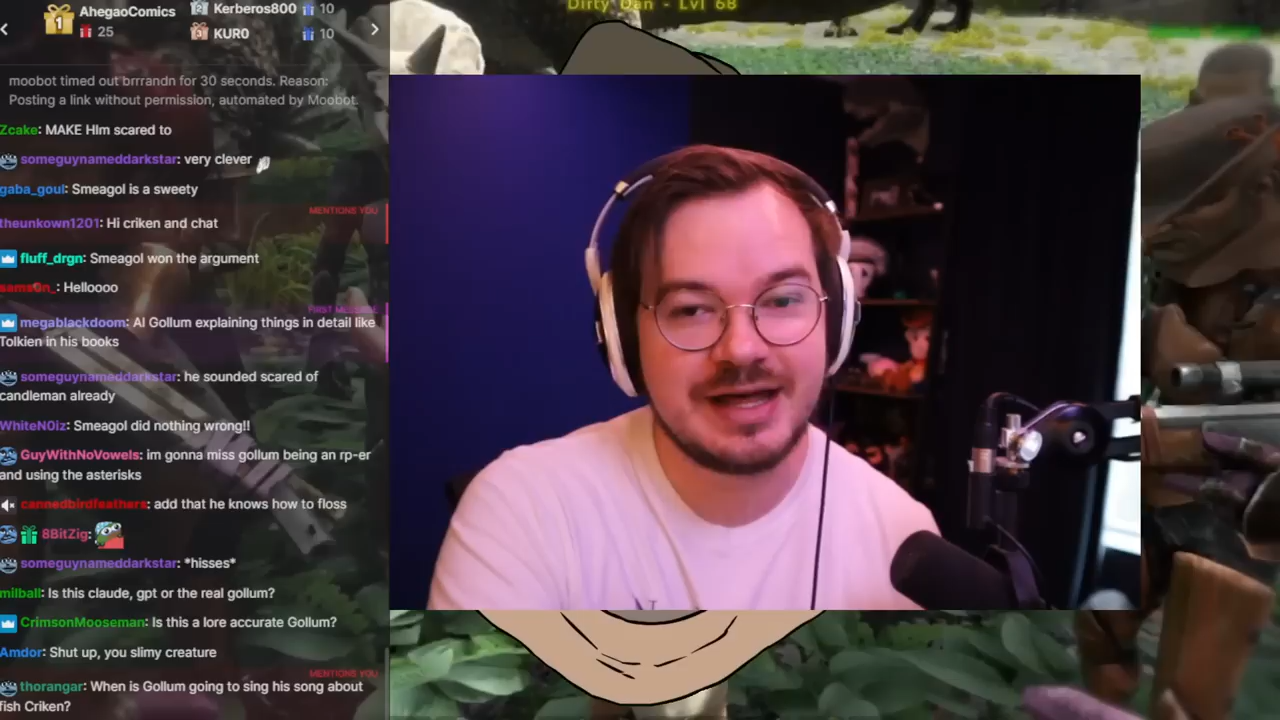 Dirty Dan - Lvl 68
AhegaoComics
25
Kerberos800 10
KUR0 10
moobot timed out brrrandn for 30 seconds. Reason:
Posting a link without permission, automated by Moobot.
Zcake: MAKE HIm scared to
someguynameddarkstar: very clever
gaba_goul: Smeagol is a sweety
MENTIONS YOU
theunkown1201: Hi criken and chat
fluff_drgn: Smeagol won the argument
Helloooo
FIRST MESSAGE
megablackdoom: AI Gollum explaining things in detail like
Tolkien in his books
someguynameddarkstar: he sounded scared of
candleman already
WhiteN0iz: Smeagol did nothing wrong!!
GuyWithNoVowels: im gonna miss gollum being an rp-er
and using the asterisks
cannedbirdfeathers: add that he knows how to floss
8BitZig:
someguynameddarkstar: *hisses*
milball: Is this claude, gpt or the real gollum?
CrimsonMooseman: Is this a lore accurate Gollum?
Amdor: Shut up, you slimy creature
MENTIONS YOU
thorangar: When is Gollum going to sing his song about
fish Criken?